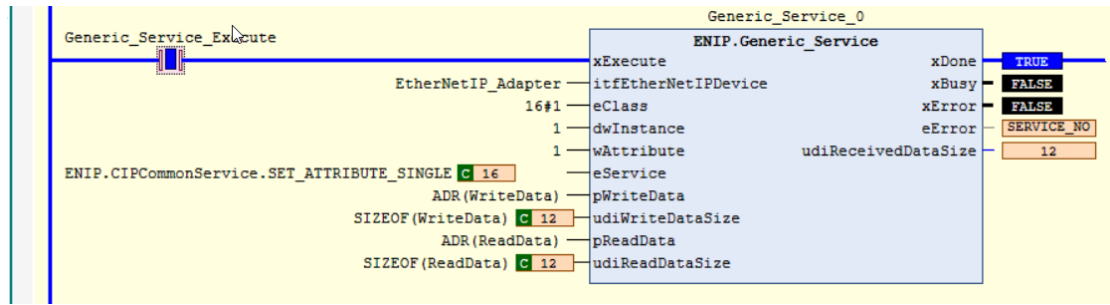 Generic_Service_0
Generic_Service_Execute
ENIP.Generic_Service
xExecute xDone TRUE
EtherNetIP_Adapter itfEtherNetIPDevice xBusy FALSE
16#1 eClass xError FALSE
1 dwInstance eError SERVICE_NO
1 wAttribute udiReceivedDataSize 12
ENIP.CIPCommonService.SET_ATTRIBUTE_SINGLE C 16 eService
ADR(WriteData) pWriteData
SIZEOF(WriteData) C 12 udiWriteDataSize
ADR(ReadData) pReadData
SIZEOF(ReadData) C 12 udiReadDataSize